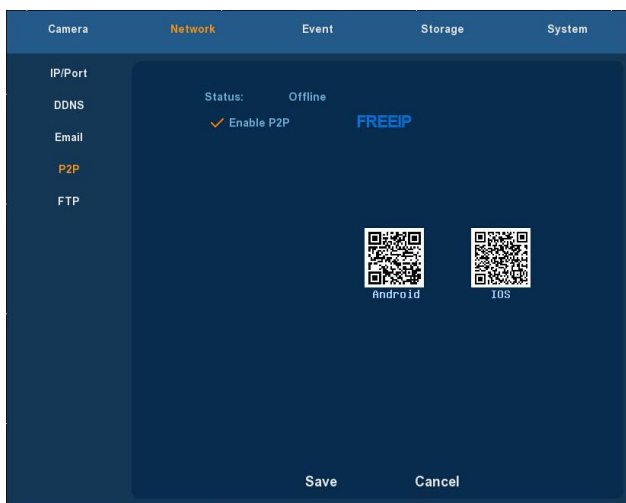 Camera Network Event Storage System
IP/Port
DDNS
Email
P2P
FTP
Status: Offline
Enable P2P FREEIP
Android IOS
Save Cancel